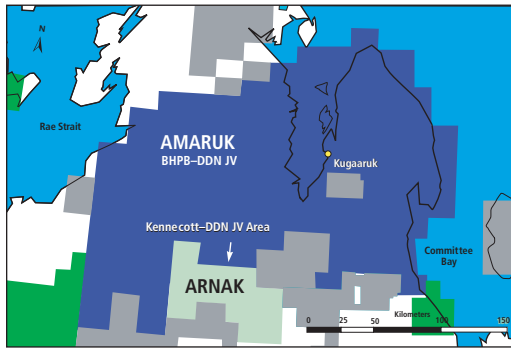 N
Rae Strait
AMARUK
BHPB–DDN JV
Kugaaruk
Kennecott–DDN JV Area
ARNAK
Committee
Bay
Kilometers
0 25 50 100 150